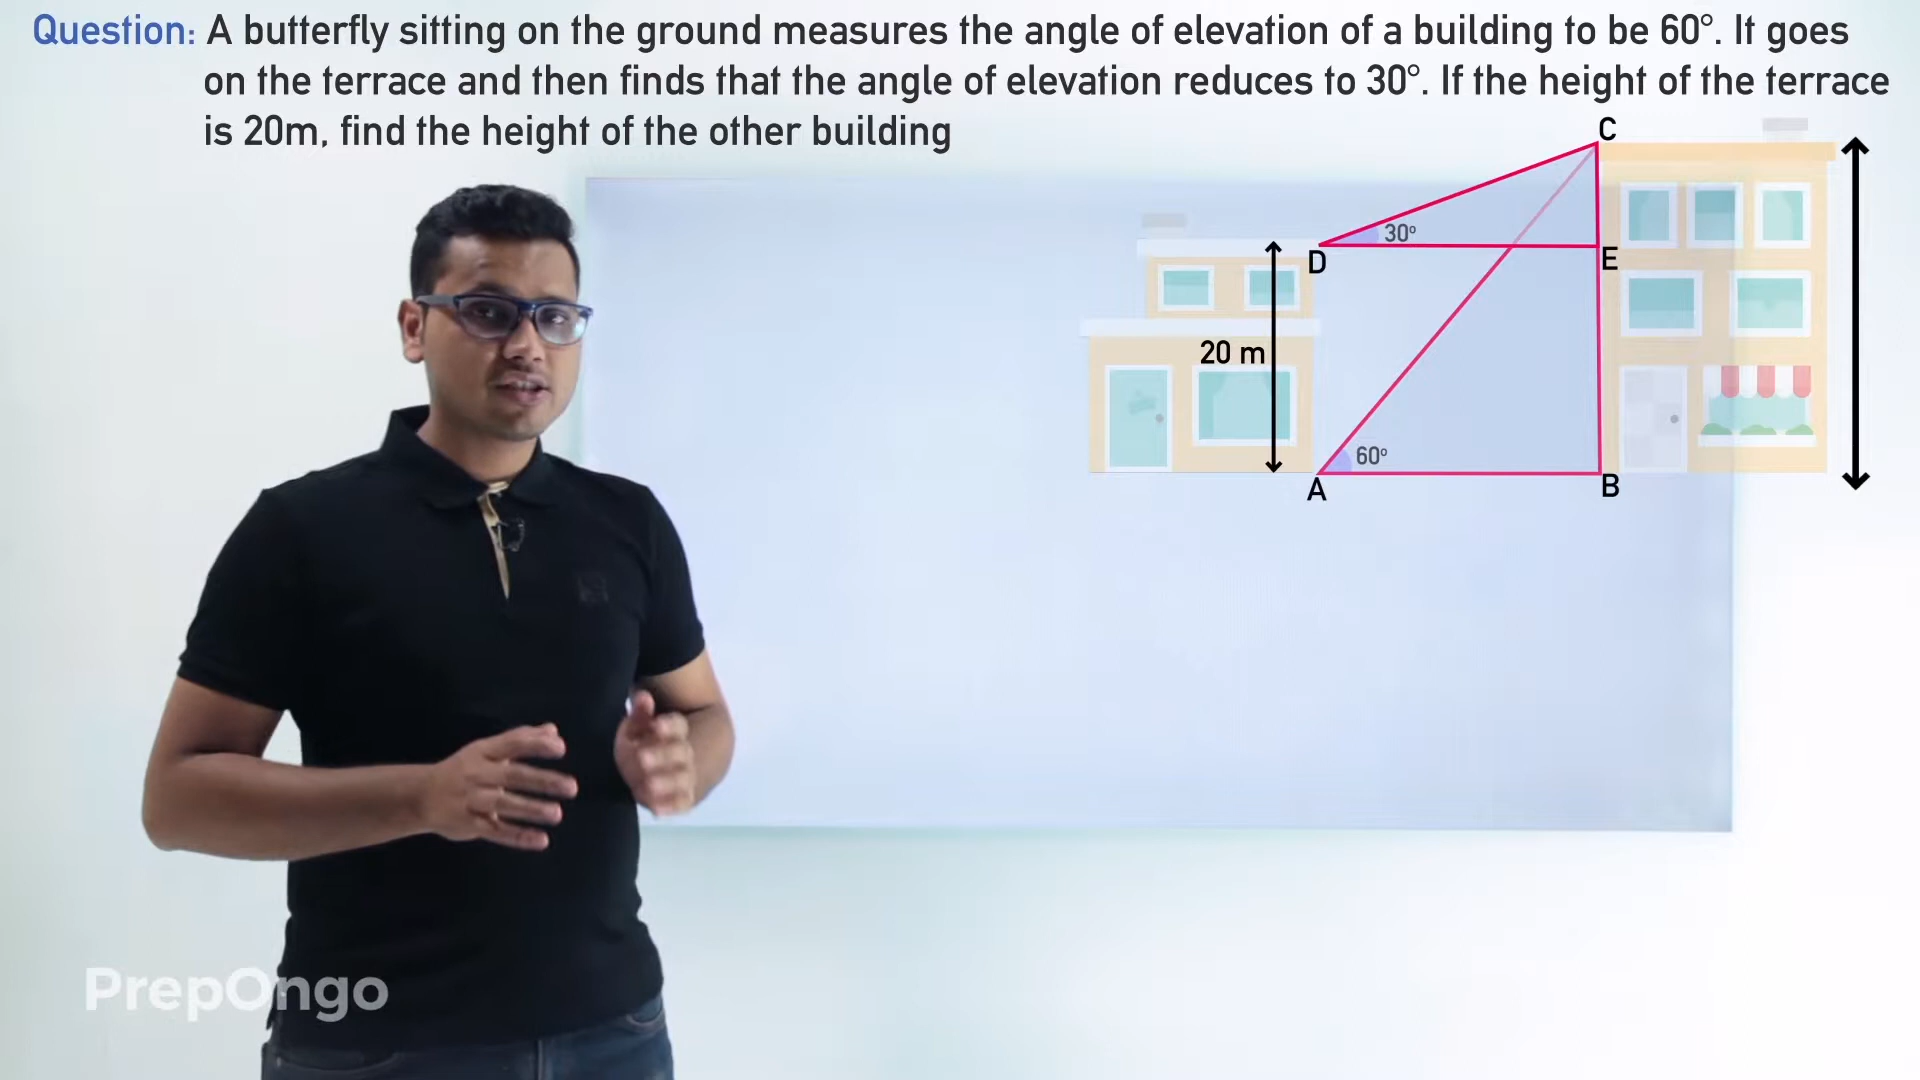 Question: A butterfly sitting on the ground measures the angle of elevation of a building to be 60°. It goes
on the terrace and then finds that the angle of elevation reduces to 30°. If the height of the terrace
is 20m, find the height of the other building
C
30°
D
E
20 m
60°
A
B
PrepOngo